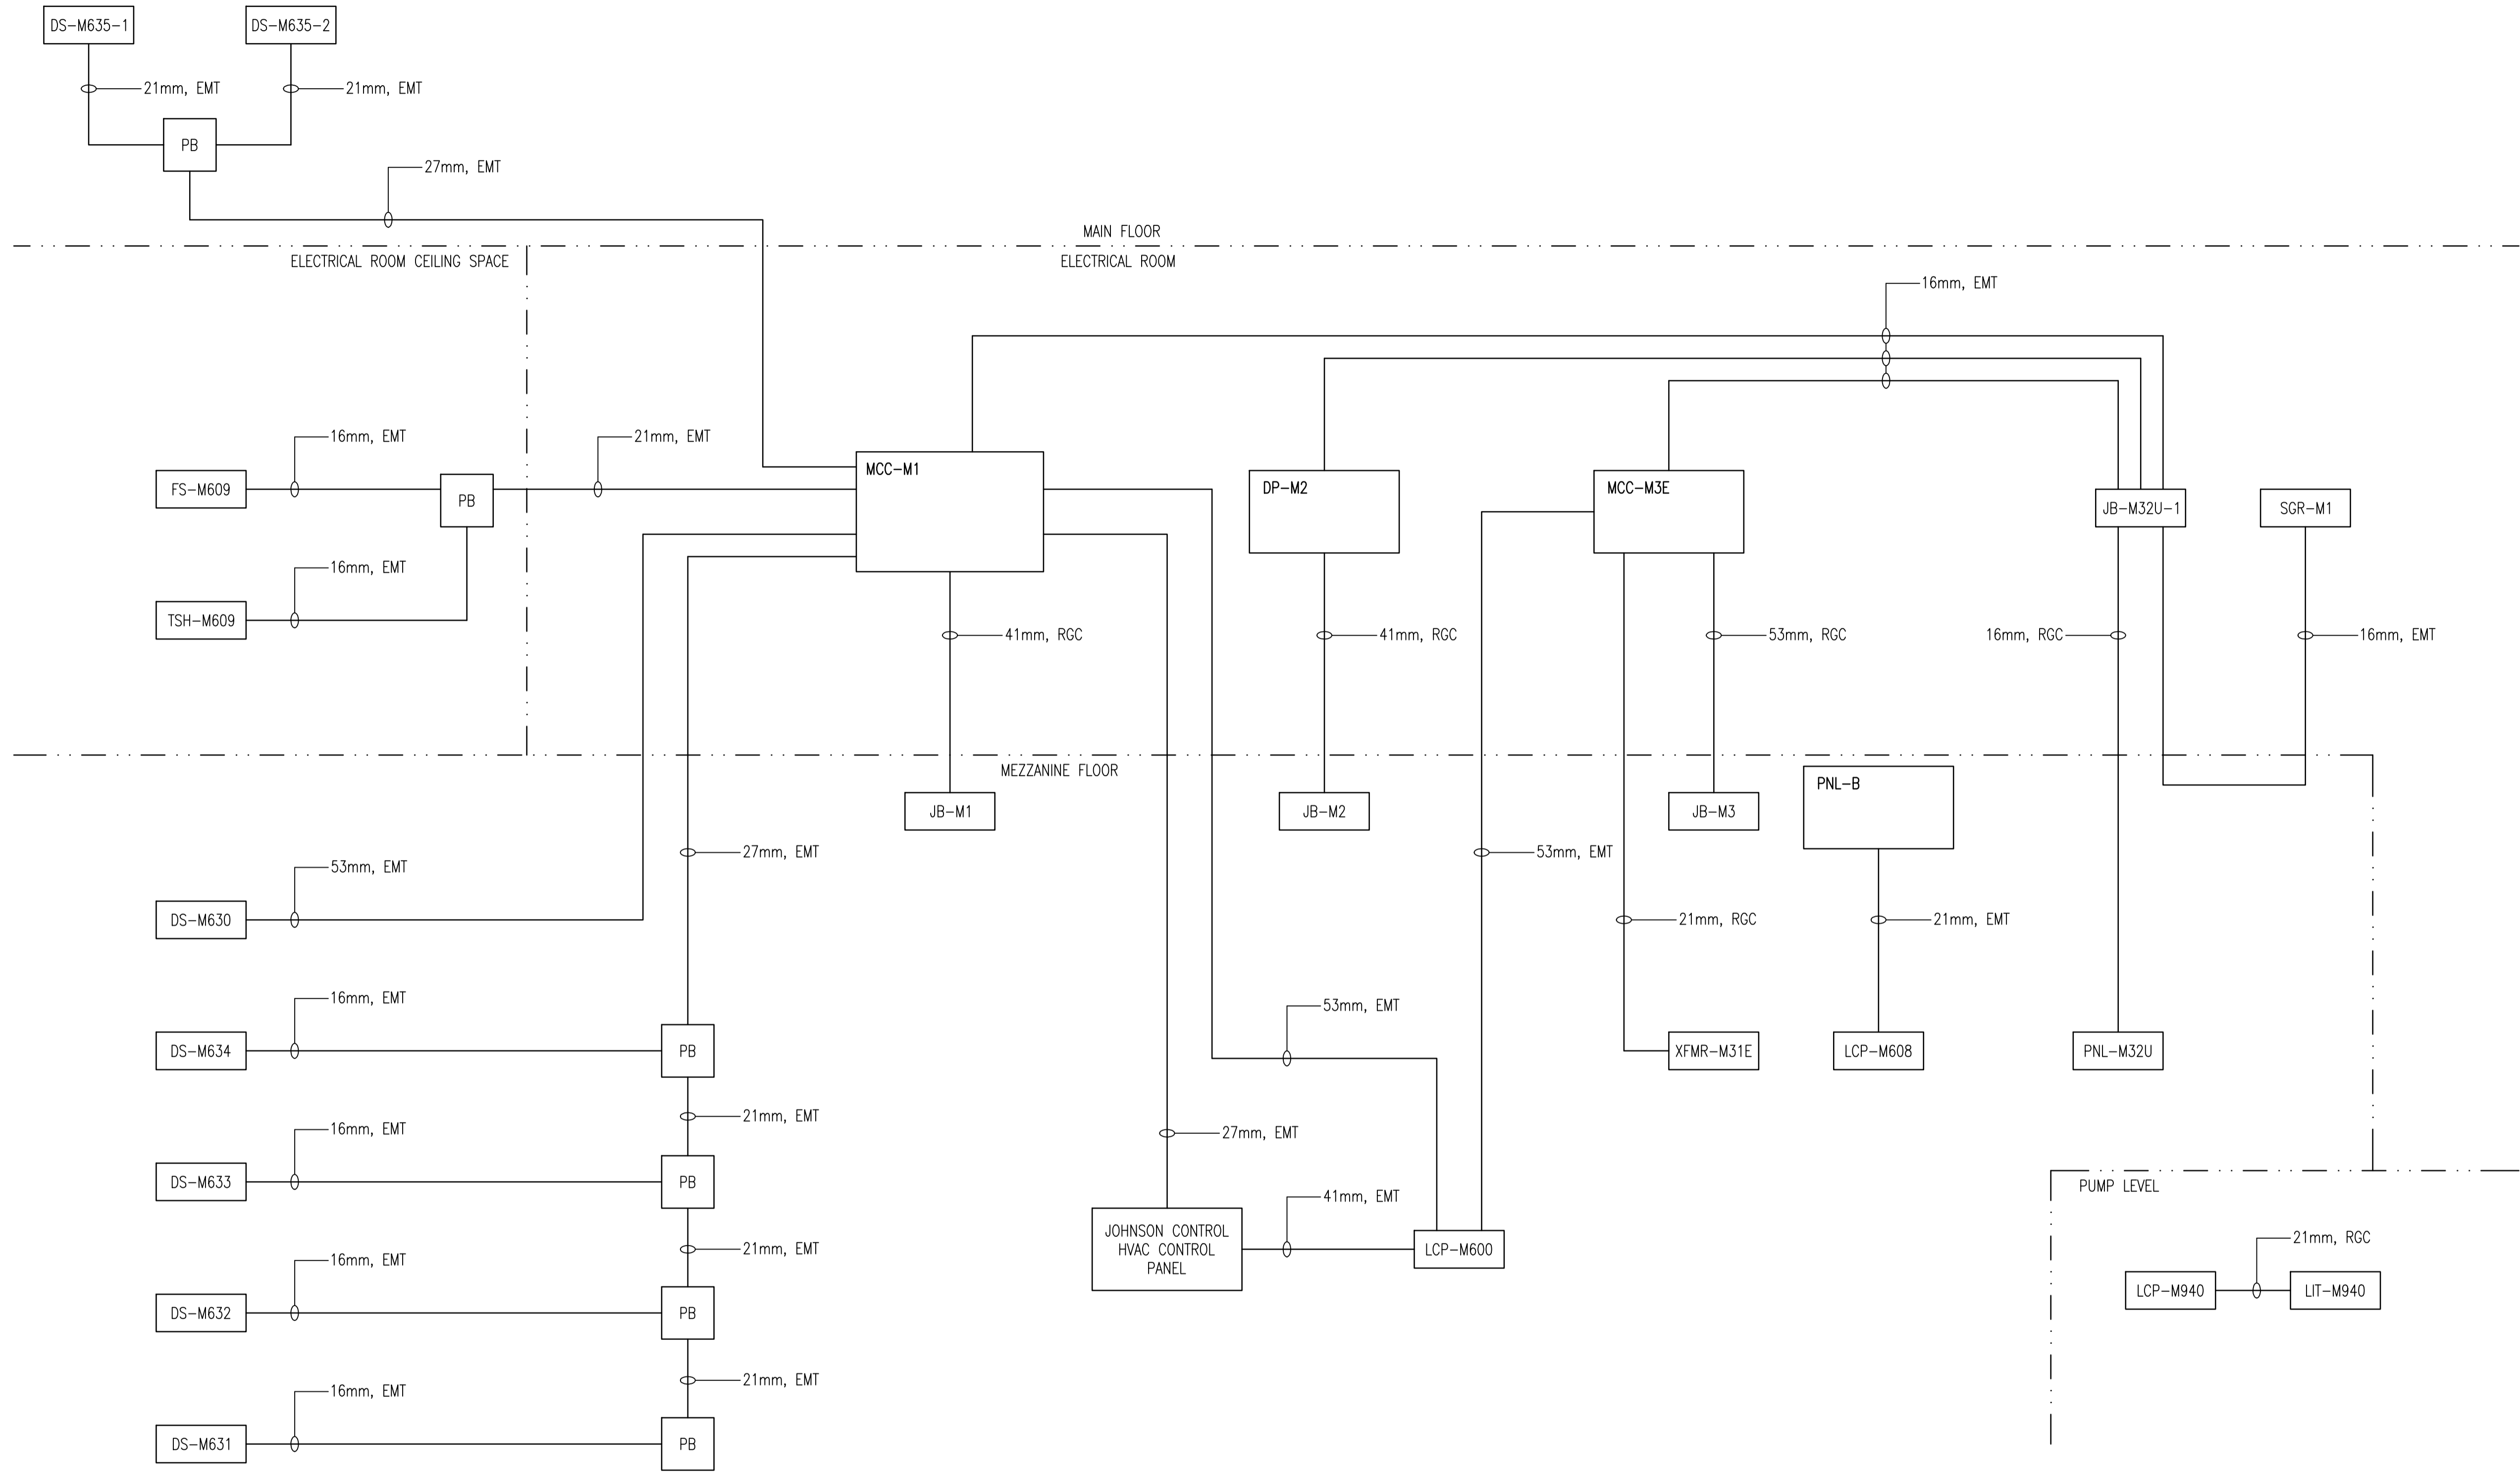 DS-M635-1
DS-M635-2
21mm, EMT
21mm, EMT
PB
27mm, EMT
MAIN FLOOR
ELECTRICAL ROOM CEILING SPACE
ELECTRICAL ROOM
16mm, EMT
16mm, EMT
21mm, EMT
MCC-M1
FS-M609
PB
DP-M2
MCC-M3E
JB-M32U-1
SGR-M1
16mm, EMT
TSH-M609
41mm, RGC
41mm, RGC
53mm, RGC
16mm, RGC
16mm, EMT
MEZZANINE FLOOR
PNL-B
JB-M1
JB-M2
JB-M3
27mm, EMT
53mm, EMT
53mm, EMT
DS-M630
21mm, RGC
21mm, EMT
16mm, EMT
53mm, EMT
DS-M634
PB
XFMR-M31E
LCP-M608
PNL-M32U
21mm, EMT
16mm, EMT
27mm, EMT
DS-M633
PB
PUMP LEVEL
41mm, EMT
JOHNSON CONTROL
HVAC CONTROL
PANEL
LCP-M600
21mm, EMT
21mm, RGC
16mm, EMT
LCP-M940
LIT-M940
DS-M632
PB
21mm, EMT
16mm, EMT
DS-M631
PB